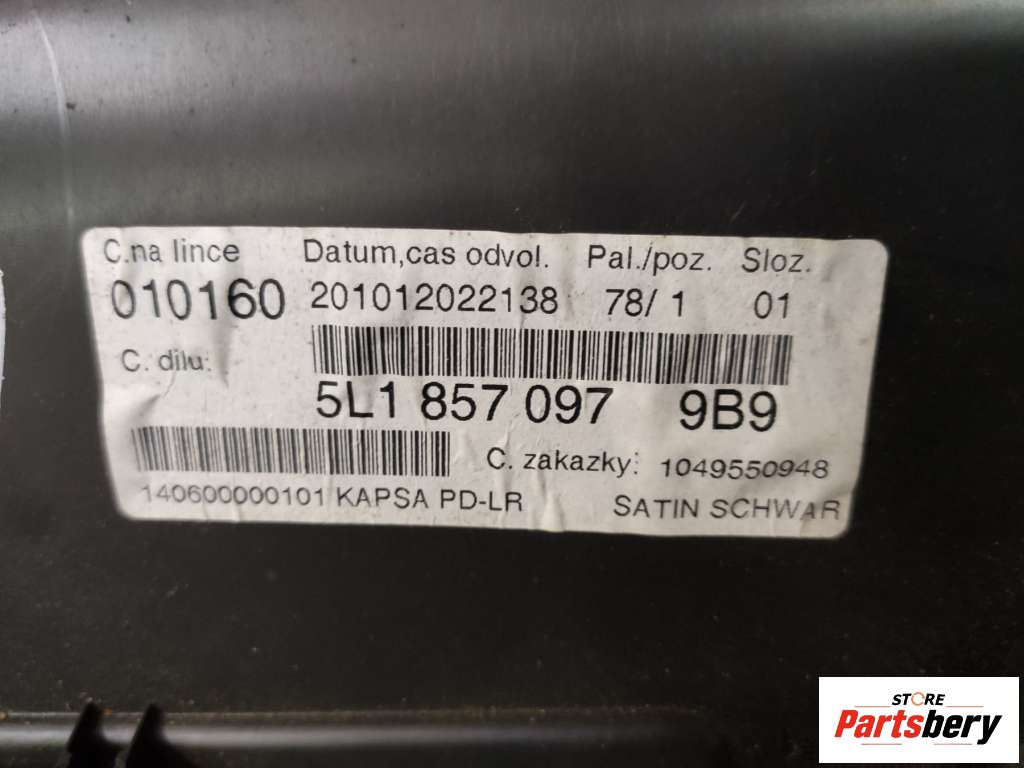 C.na lince Datum,cas odvol. Pal./poz. Sloz.
010160 201012022138 78/ 1 01
C. dilu:
5L1 857 097 9B9
C. zakazky: 1049550948
140600000101 KAPSA PD-LR SATIN SCHWAR
STORE
Partsbery